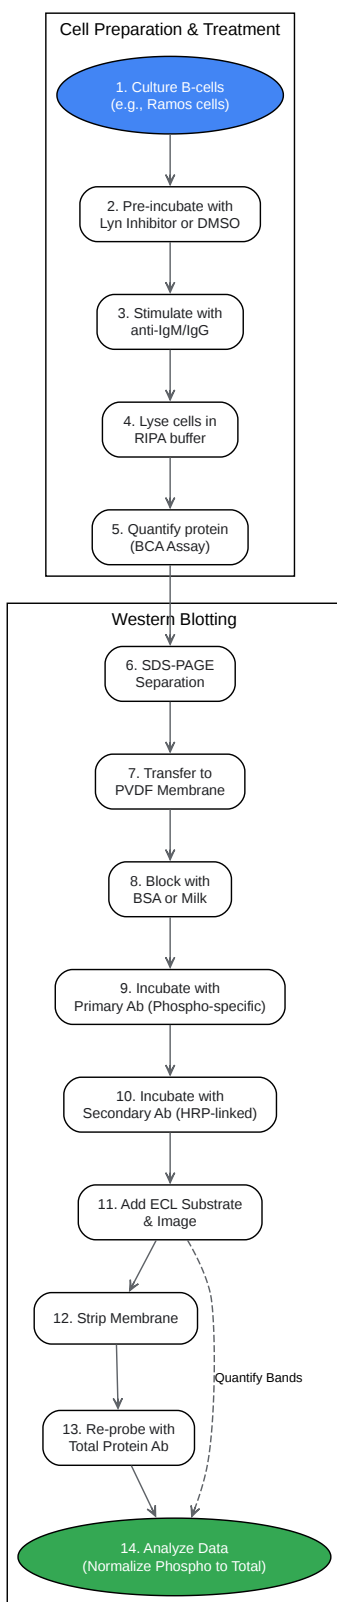 Cell Preparation & Treatment
1. Culture B-cells
(e.g., Ramos cells)
2. Pre-incubate with
Lyn Inhibitor or DMSO
3. Stimulate with
anti-IgM/IgG
4. Lyse cells in
RIPA buffer
5. Quantify protein
(BCA Assay)
Western Blotting
6. SDS-PAGE
Separation
7. Transfer to
PVDF Membrane
8. Block with
BSA or Milk
9. Incubate with
Primary Ab (Phospho-specific)
10. Incubate with
Secondary Ab (HRP-linked)
11. Add ECL Substrate
& Image
12. Strip Membrane
Quantify Bands
13. Re-probe with
Total Protein Ab
14. Analyze Data
(Normalize Phospho to Total)